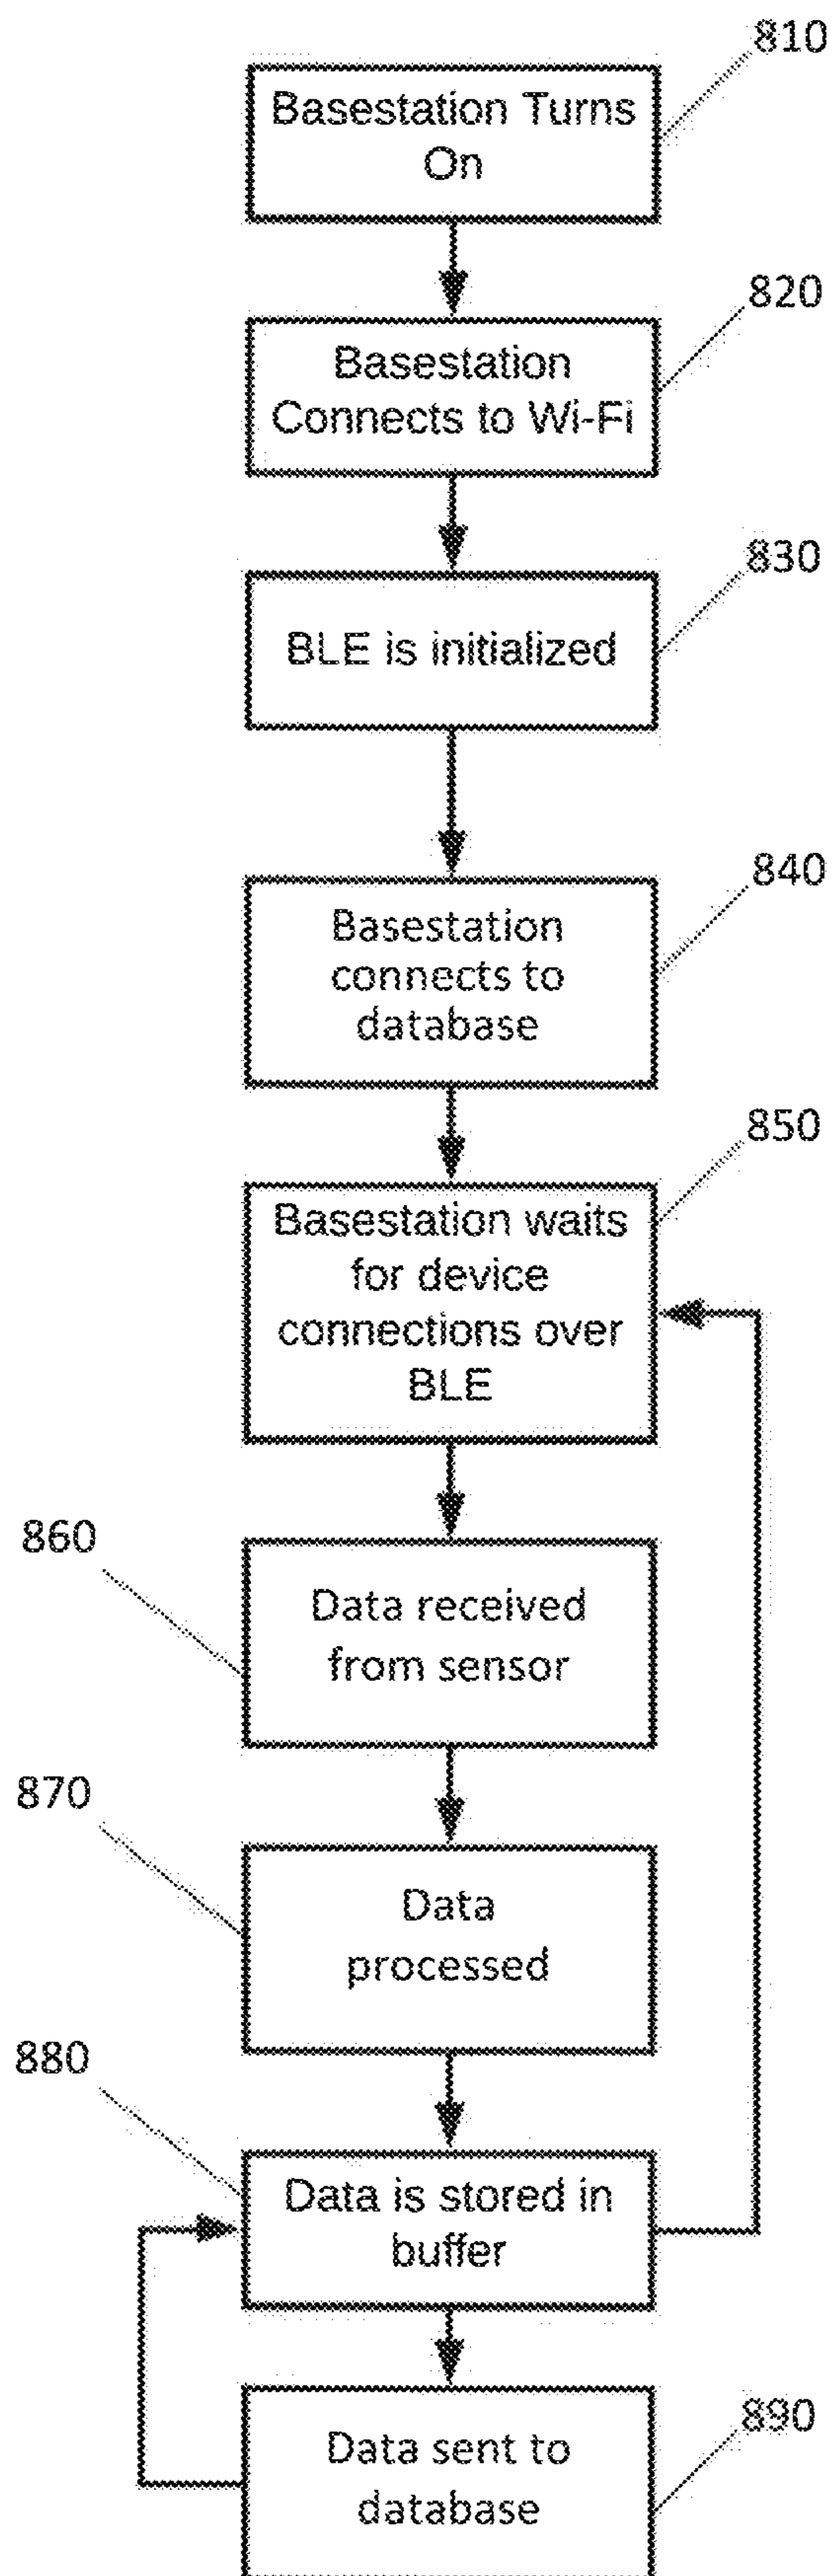 810
Basestation Turns
On
820
Basestation
Connects to Wi-Fi
830
BLE is initialized
840
Basestation
connects to
database
850
Basestation waits
for device
connections over
BLE
860
Data received
from sensor
870
Data
processed
880
Data is stored in
buffer
890
Data sent to
database